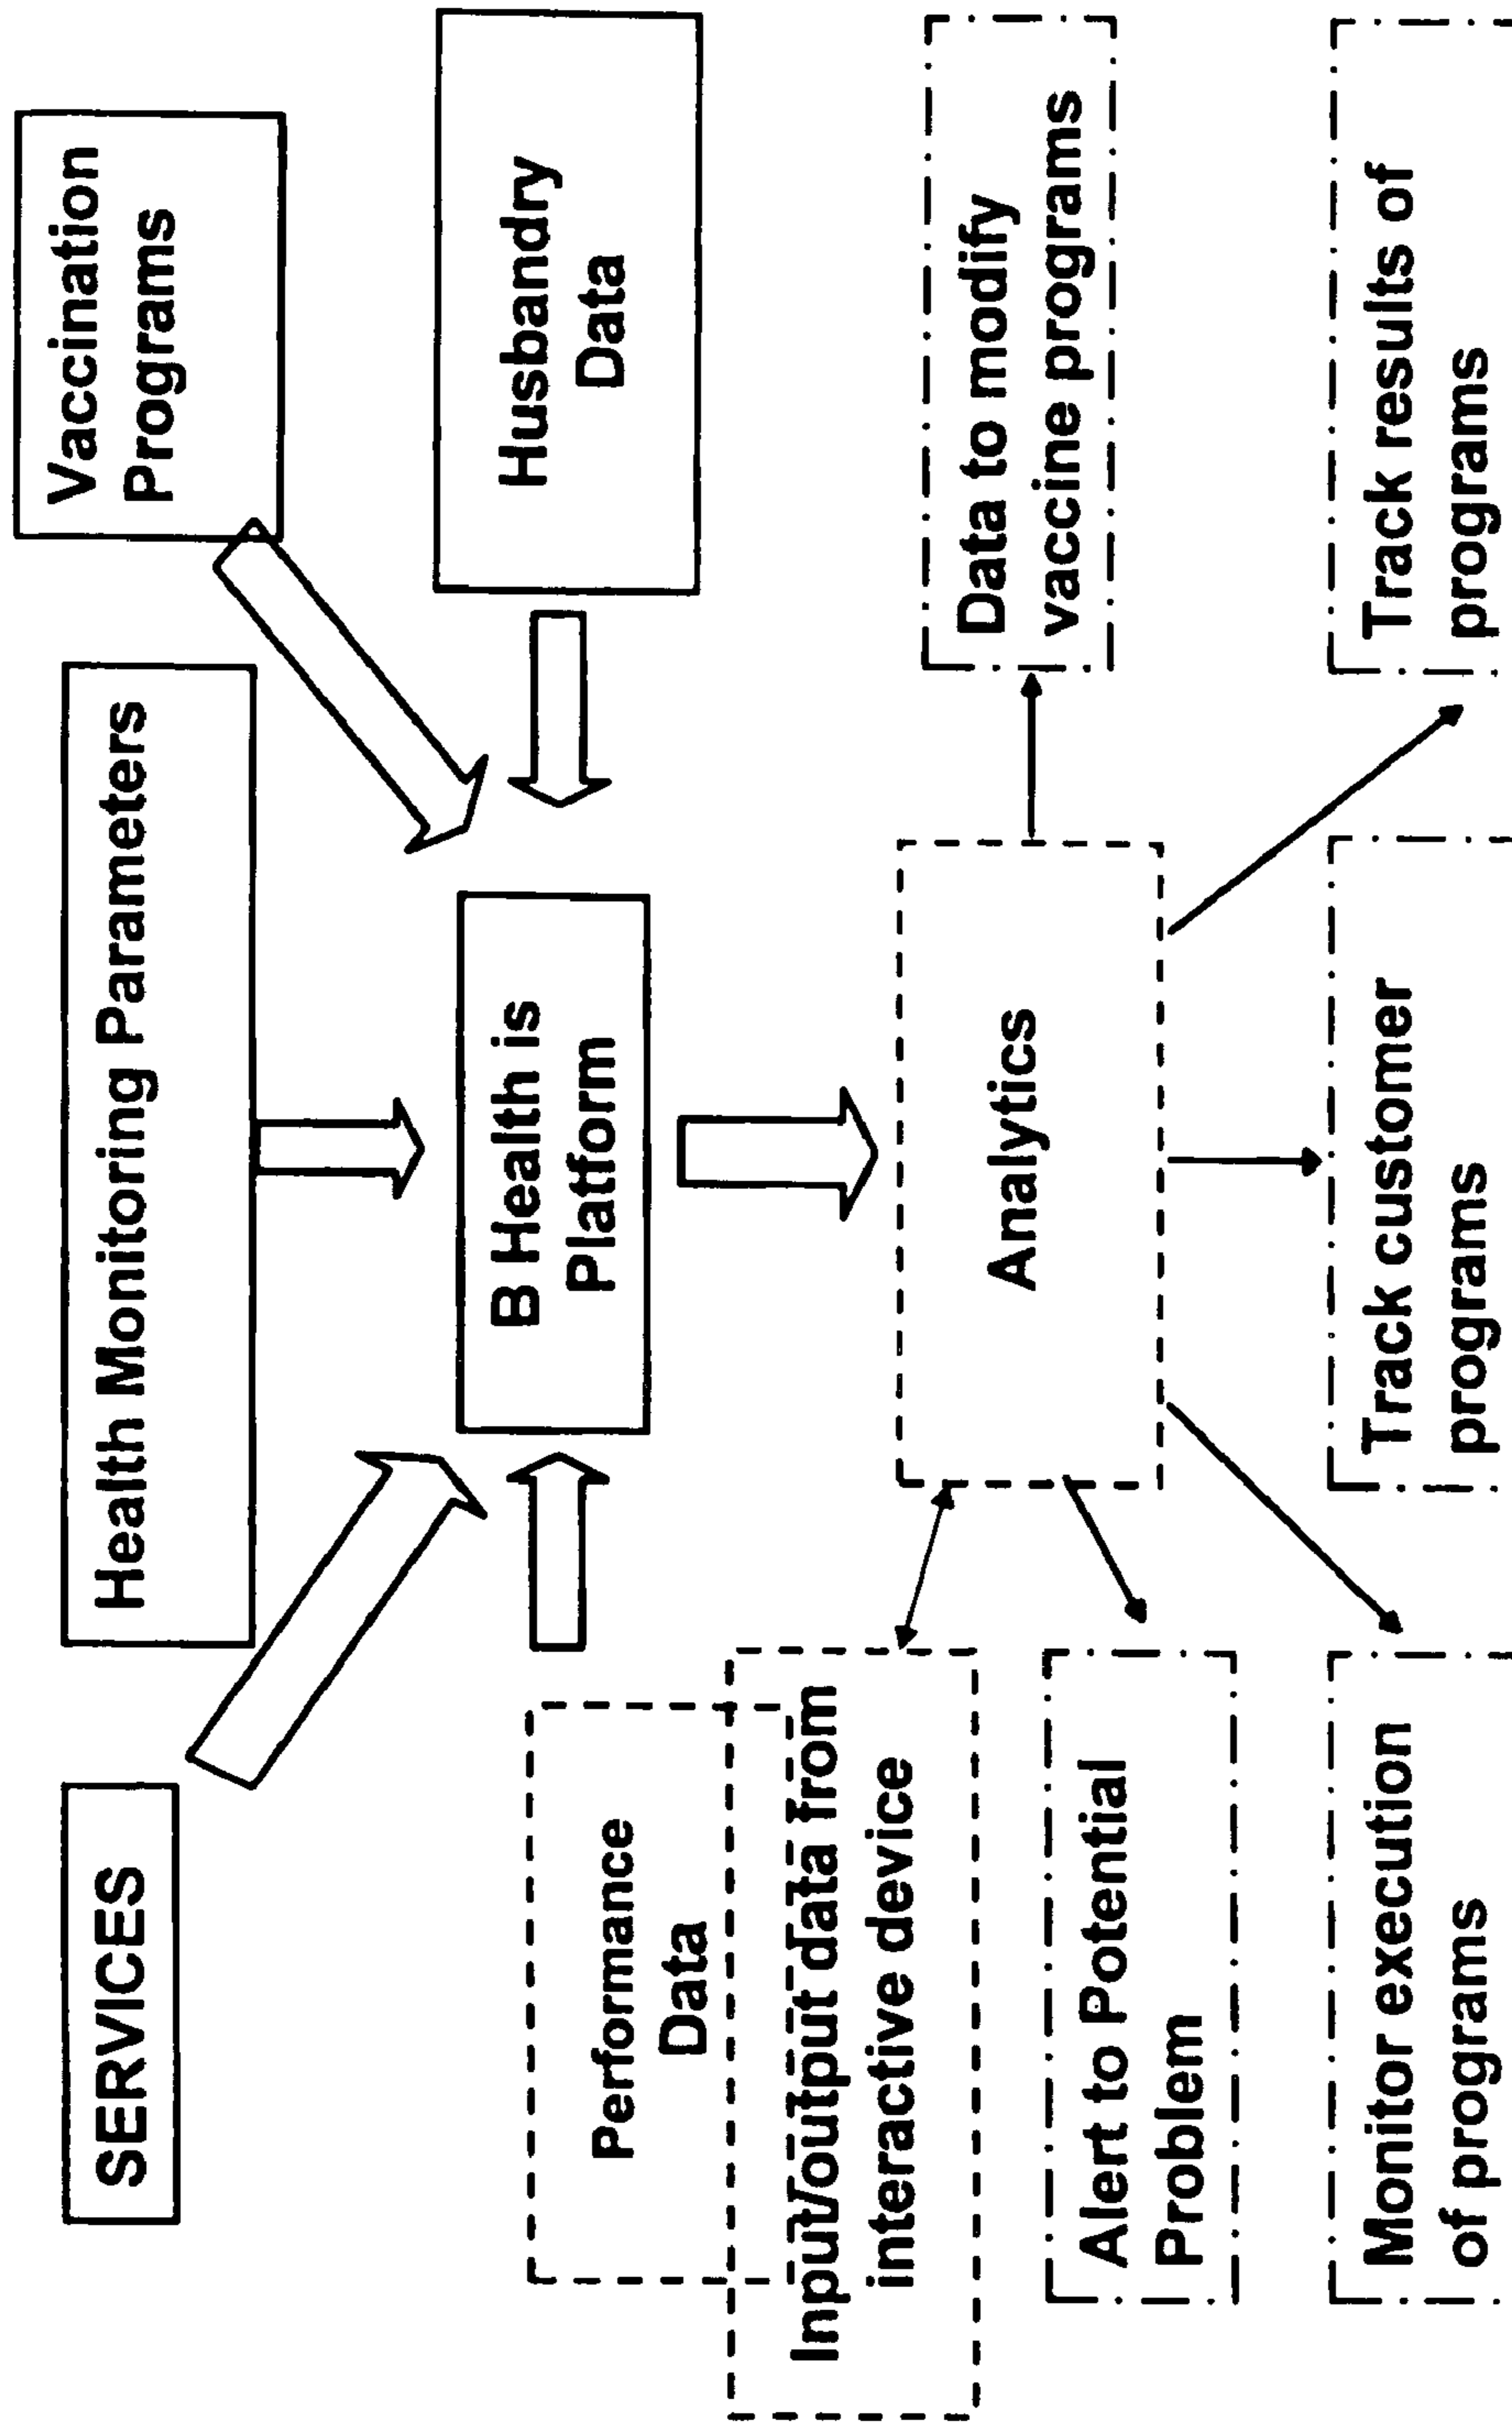 SERVICES
Health Monitoring Parameters
Vaccination
Programs
Performance
Data
B Health is
Platform
Husbandry
Data
Input/output data from
interactive device
Analytics
Data to modify
vaccine programs
Alert to Potential
Problem
Monitor execution
of programs
Track customer
programs
Track results of
programs